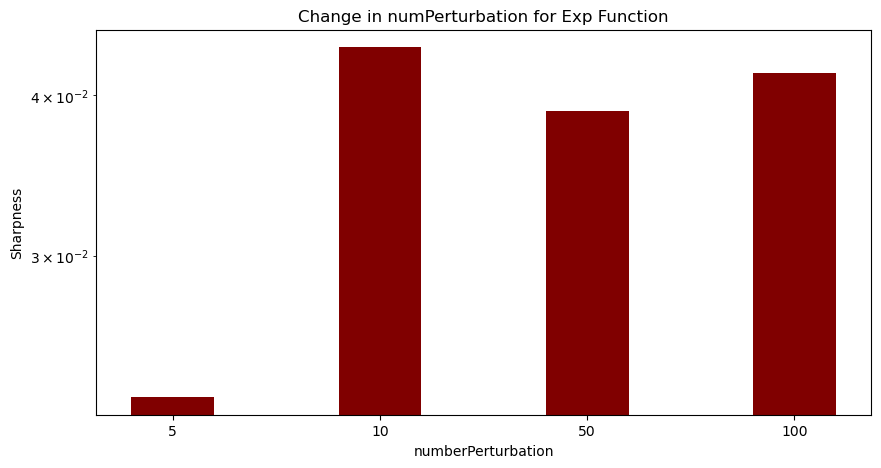 Change in numPerturbation for Exp Function
Sharpness
4 × 10⁻²
3 × 10⁻²
5 10 50 100
numberPerturbation